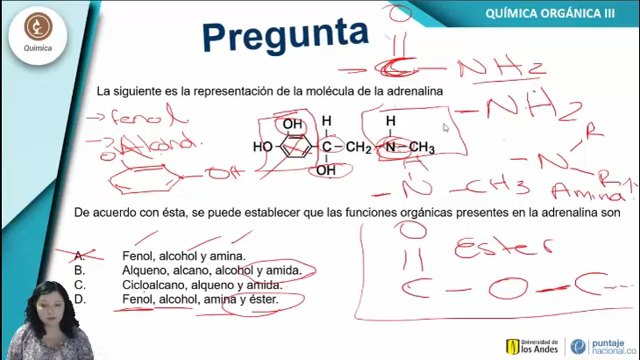 QUÍMICA ORGÁNICA III
Química
Pregunta
O
C — NH2
La siguiente es la representación de la molécula de la adrenalina
→ fenol
→ Alcohol
OH
HO
H
C
OH
CH2
H
N
CH3
NH2
OH
N
R
R
N — CH3
Amina
De acuerdo con ésta, se puede establecer que las funciones orgánicas presentes en la adrenalina son
A. Fenol, alcohol y amina.
B. Alqueno, alcano, alcohol y amida.
C. Cicloalcano, alqueno y amida.
D. Fenol, alcohol, amina y éster.
O
Ester
C — O — C
Universidad de los Andes
puntaje nacional.co